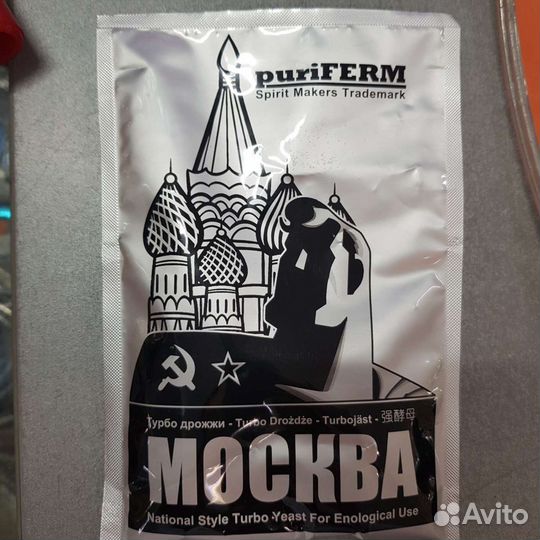 puriFERM
Spirit Makers Trademark
Турбо дрожжи - Turbo Drożdże - Turbojäst - 强酵母
МОСКВА
National Style Turbo Yeast For Enological Use
Avito